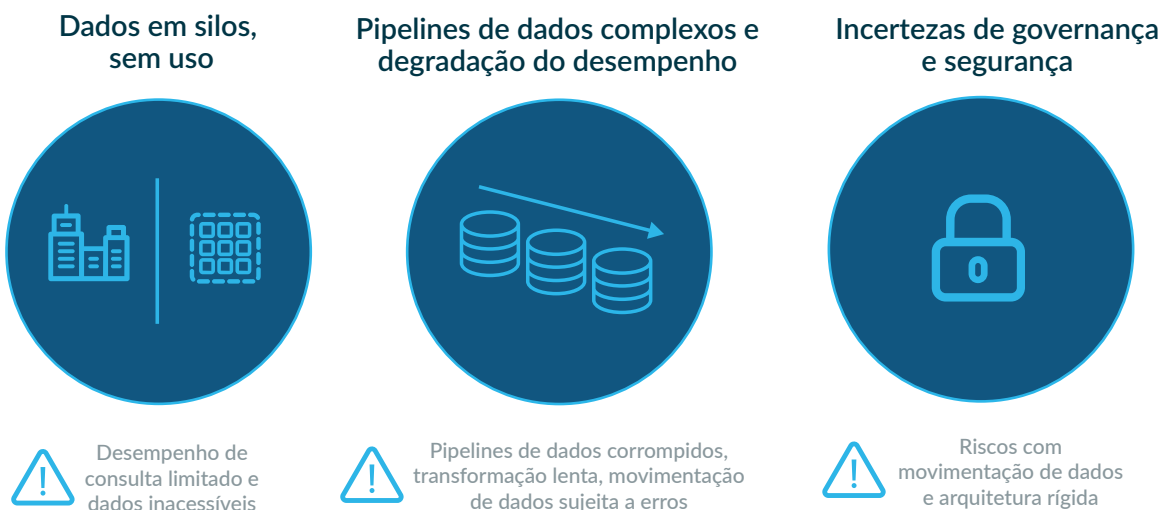 Dados em silos,
sem uso
Pipelines de dados complexos e
degradação do desempenho
Incertezas de governança
e segurança
Desempenho de
consulta limitado e
dados inacessíveis
Pipelines de dados corrompidos,
transformação lenta, movimentação
de dados sujeita a erros
Riscos com
movimentação de dados
e arquitetura rígida